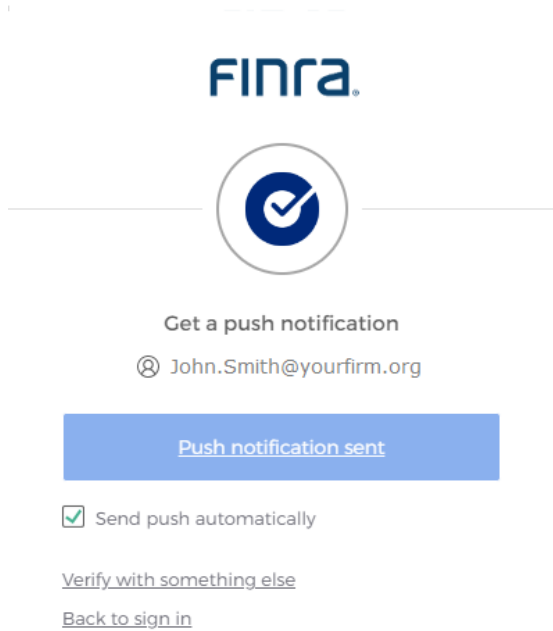 FINRA
Get a push notification
John.Smith@yourfirm.org
Push notification sent
Send push automatically
Verify with something else
Back to sign in